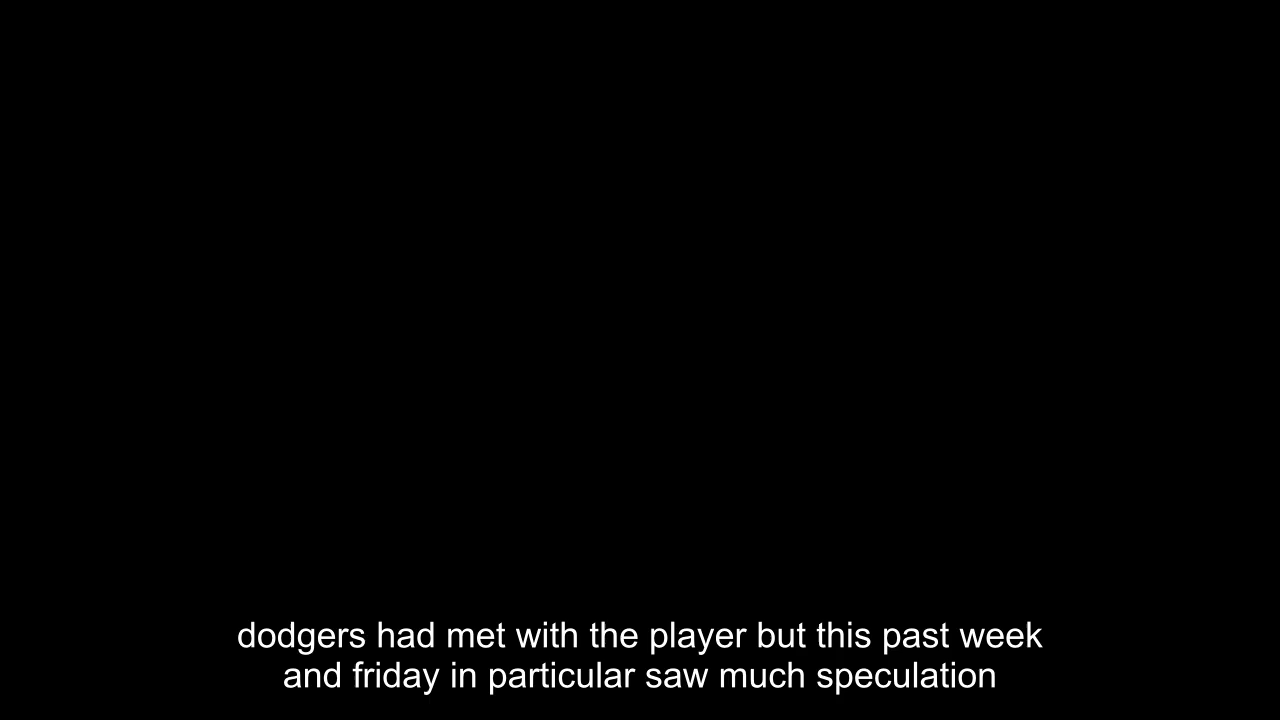 dodgers had met with the player but this past week
and friday in particular saw much speculation